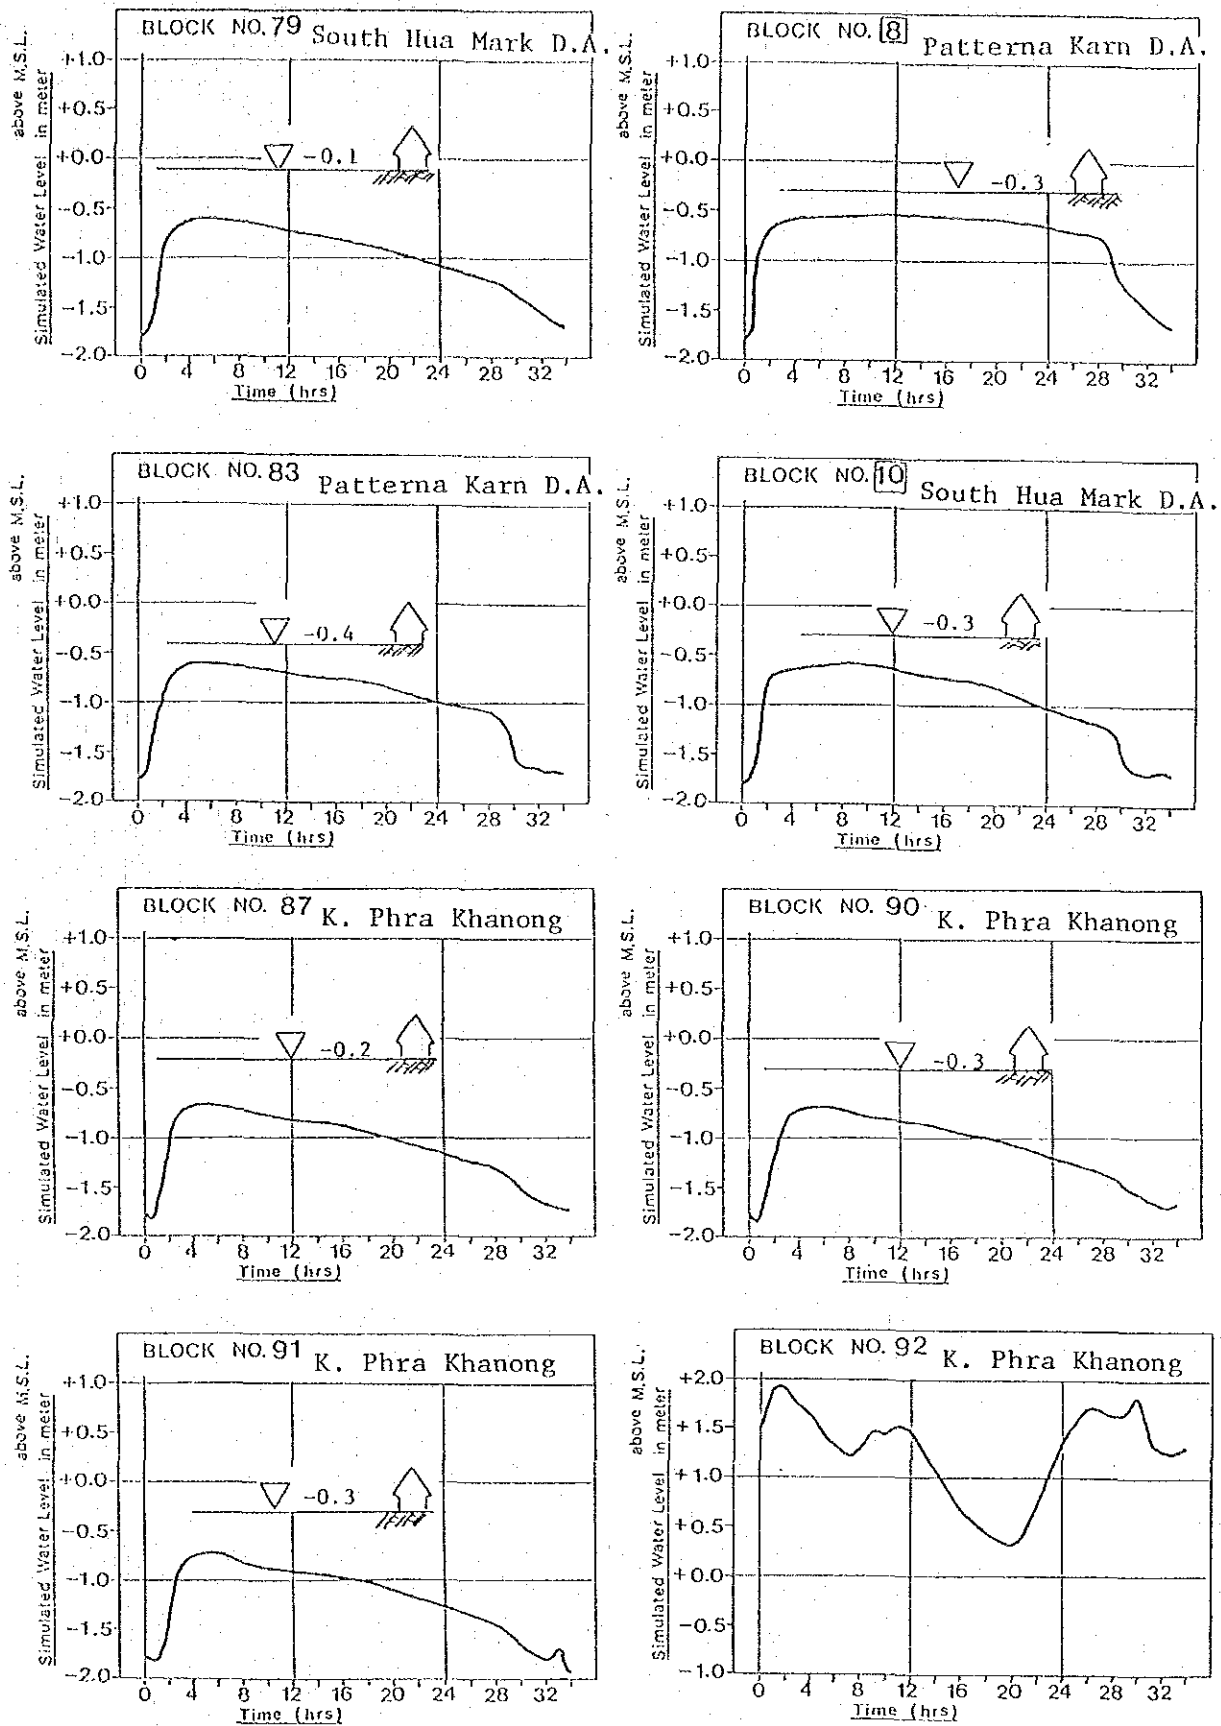 BLOCK NO. 79 South Hua Mark D.A.
above M.S.L.
Simulated Water Level in meter
+1.0
+0.5
+0.0
-0.5
-1.0
-1.5
-2.0
-0.1
0 4 8 12 16 20 24 28 32
Time (hrs)
BLOCK NO. 8 Patterna Karn D.A.
above M.S.L.
Simulated Water Level in meter
+1.0
+0.5
+0.0
-0.5
-1.0
-1.5
-2.0
-0.3
0 4 8 12 16 20 24 28 32
Time (hrs)
BLOCK NO. 83 Patterna Karn D.A.
above M.S.L.
Simulated Water Level in meter
+1.0
+0.5
+0.0
-0.5
-1.0
-1.5
-2.0
-0.4
0 4 8 12 16 20 24 28 32
Time (hrs)
BLOCK NO. 10 South Hua Mark D.A.
above M.S.L.
Simulated Water Level in meter
+1.0
+0.5
+0.0
-0.5
-1.0
-1.5
-2.0
-0.3
0 4 8 12 16 20 24 28 32
Time (hrs)
BLOCK NO. 87 K. Phra Khanong
above M.S.L.
Simulated Water Level in meter
+1.0
+0.5
+0.0
-0.5
-1.0
-1.5
-2.0
-0.2
0 4 8 12 16 20 24 28 32
Time (hrs)
BLOCK NO. 90 K. Phra Khanong
above M.S.L.
Simulated Water Level in meter
+1.0
+0.5
+0.0
-0.5
-1.0
-1.5
-2.0
-0.3
0 4 8 12 16 20 24 28 32
Time (hrs)
BLOCK NO. 91 K. Phra Khanong
above M.S.L.
Simulated Water Level in meter
+1.0
+0.5
+0.0
-0.5
-1.0
-1.5
-2.0
-0.3
0 4 8 12 16 20 24 28 32
Time (hrs)
BLOCK NO. 92 K. Phra Khanong
above M.S.L.
Simulated Water Level in meter
+2.0
+1.5
+1.0
+0.5
+0.0
-0.5
-1.0
0 4 8 12 16 20 24 28 32
Time (hrs)